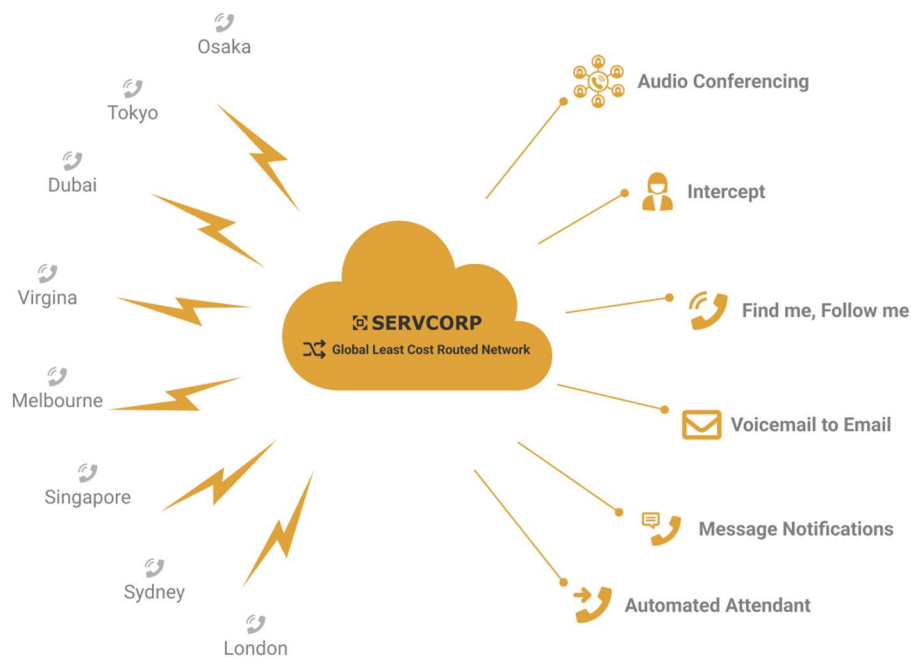 Osaka
Tokyo
Dubai
Virgina
Melbourne
Singapore
Sydney
London
SERVCORP
Global Least Cost Routed Network
Audio Conferencing
Intercept
Find me, Follow me
Voicemail to Email
Message Notifications
Automated Attendant